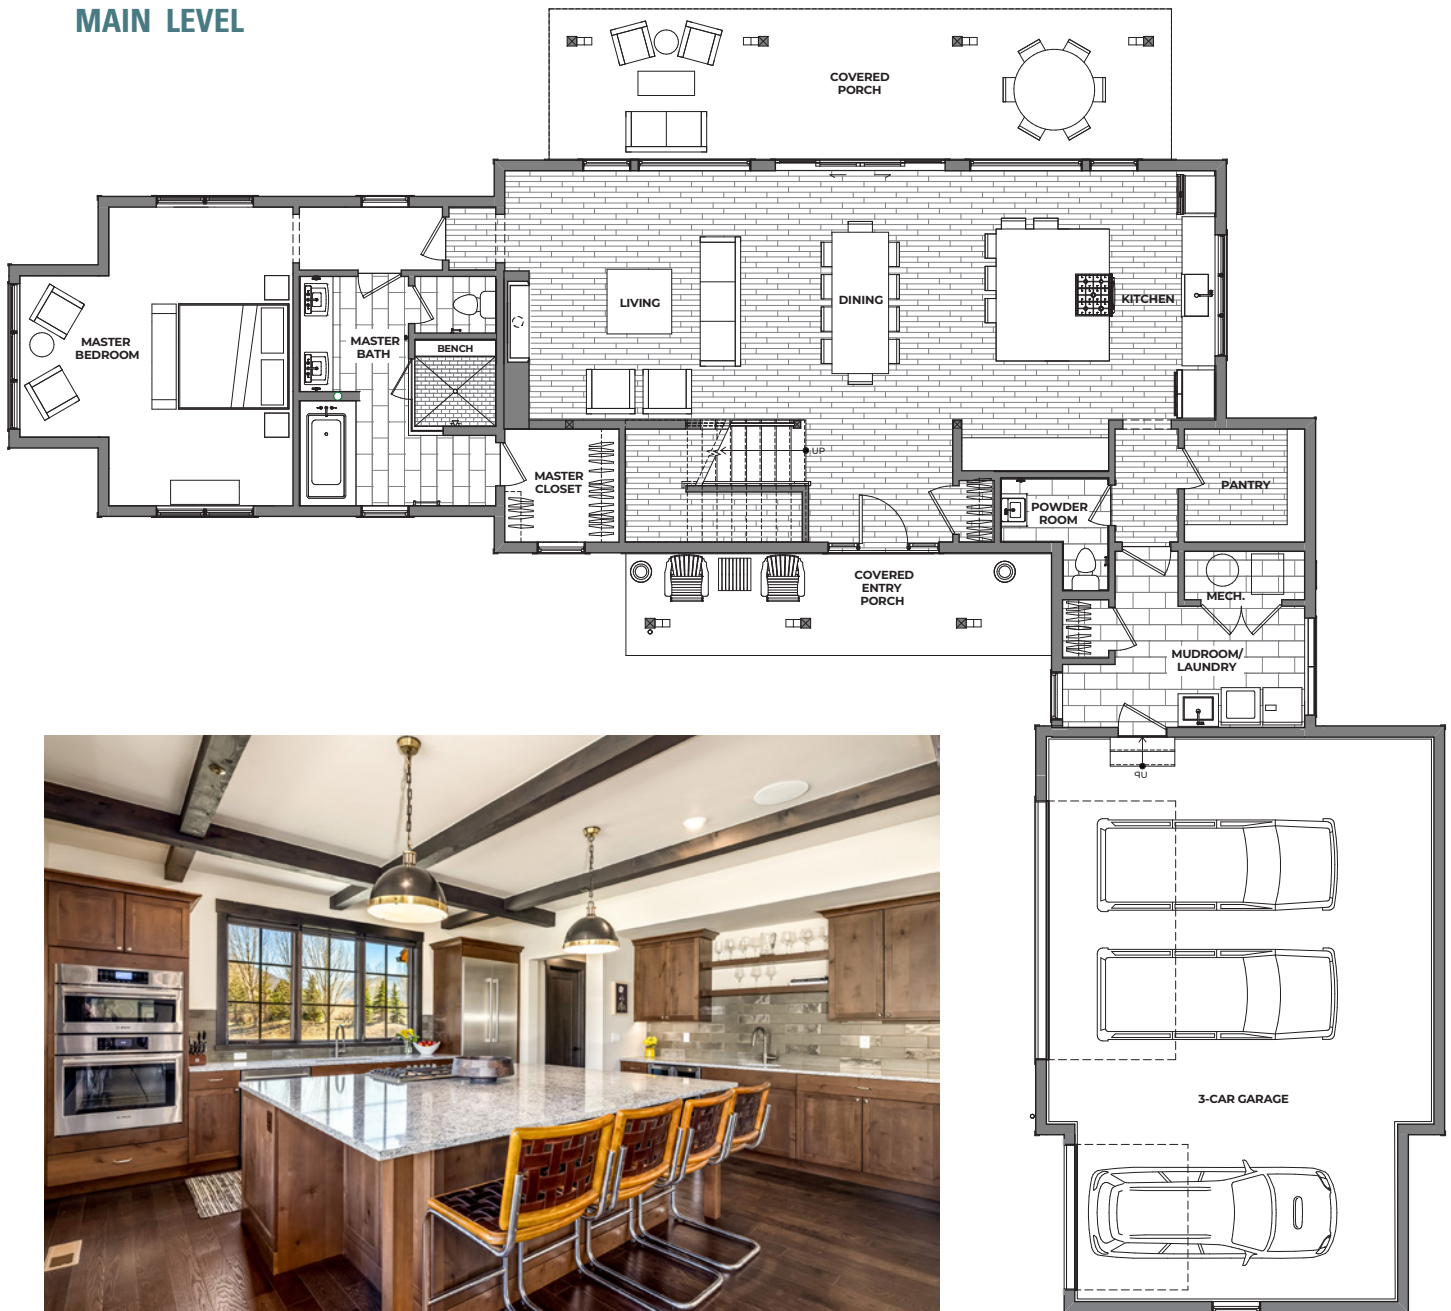 MAIN LEVEL
COVERED
PORCH
LIVING
DINING
KITCHEN
MASTER
BEDROOM
MASTER
BATH
BENCH
MASTER
CLOSET
UP
POWDER
ROOM
PANTRY
COVERED
ENTRY
PORCH
MECH.
MUDROOM/
LAUNDRY
UP
3-CAR GARAGE